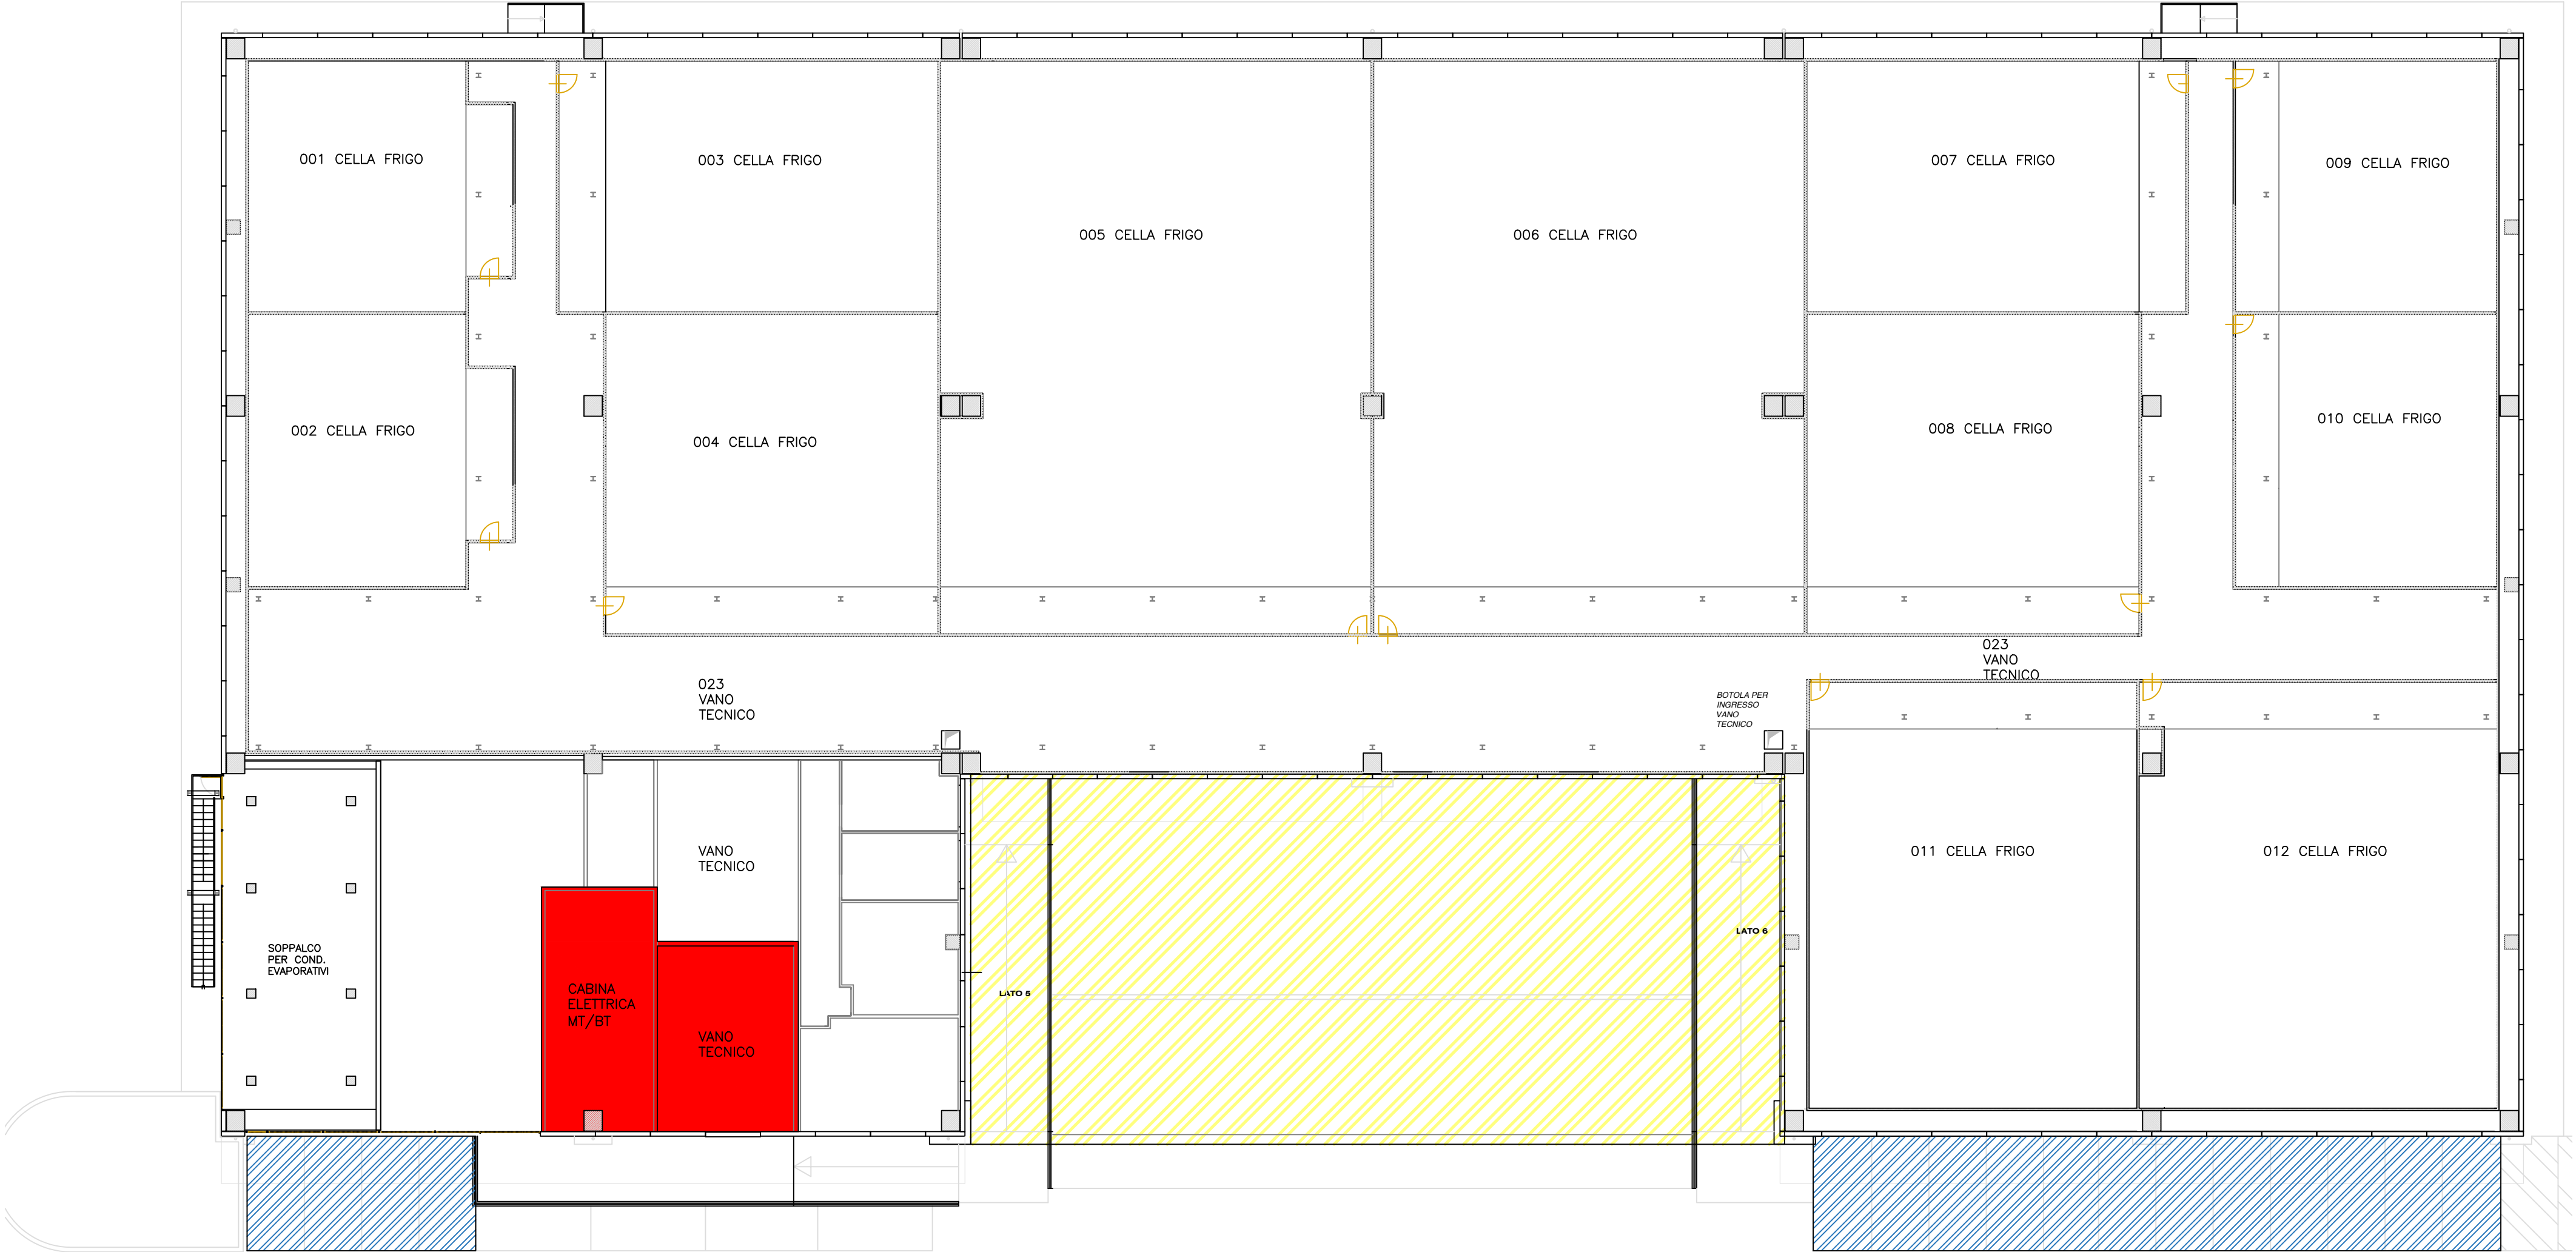 001 CELLA FRIGO
003 CELLA FRIGO
007 CELLA FRIGO
009 CELLA FRIGO
005 CELLA FRIGO
006 CELLA FRIGO
002 CELLA FRIGO
004 CELLA FRIGO
008 CELLA FRIGO
010 CELLA FRIGO
023
VANO
TECNICO
023
VANO
TECNICO
BOTOLA PER
INGRESSO
VANO
TECNICO
VANO
TECNICO
011 CELLA FRIGO
012 CELLA FRIGO
SOPPALCO
PER COND.
EVAPORATIVI
CABINA
ELETTRICA
MT/BT
VANO
TECNICO
LATO 5
LATO 6